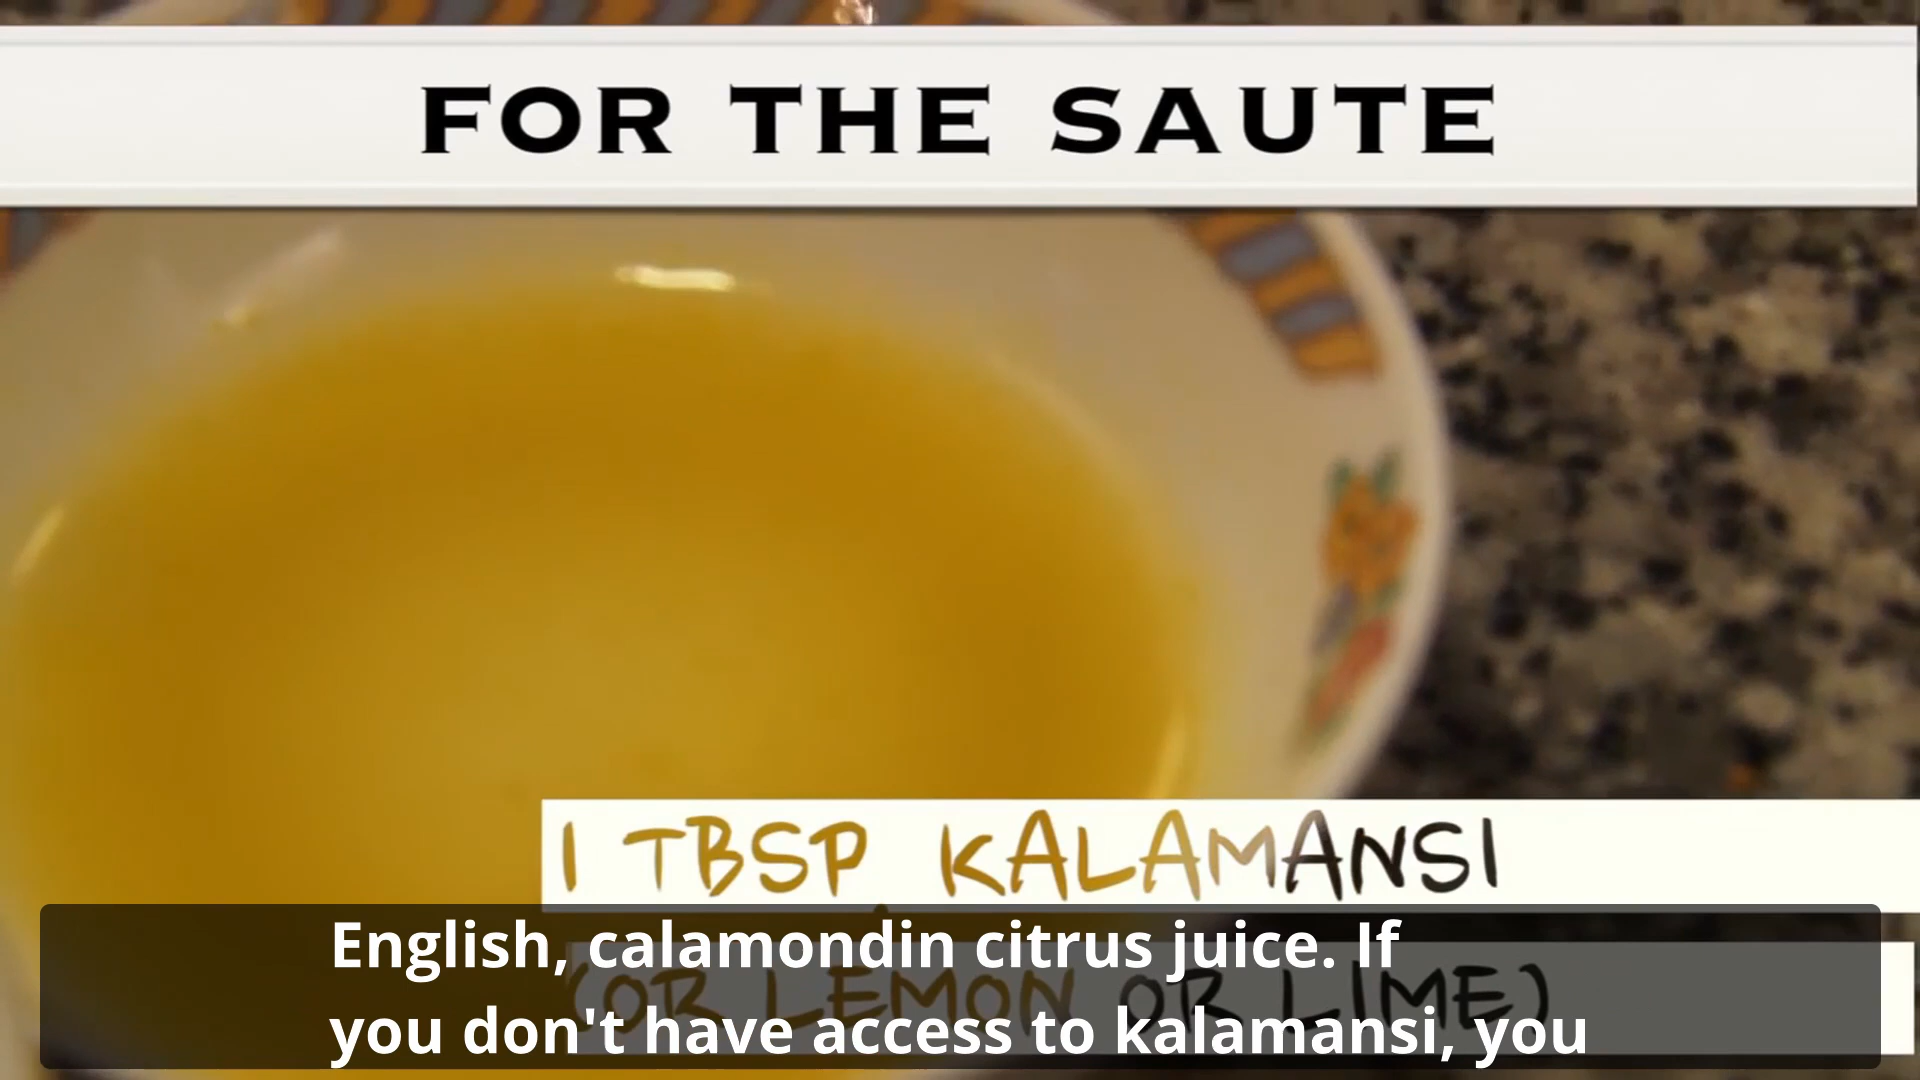 FOR THE SAUTE
1 TBSP KALAMANSI
(OR LEMON OR LIME)
English, calamondin citrus juice. If
you don't have access to kalamansi, you